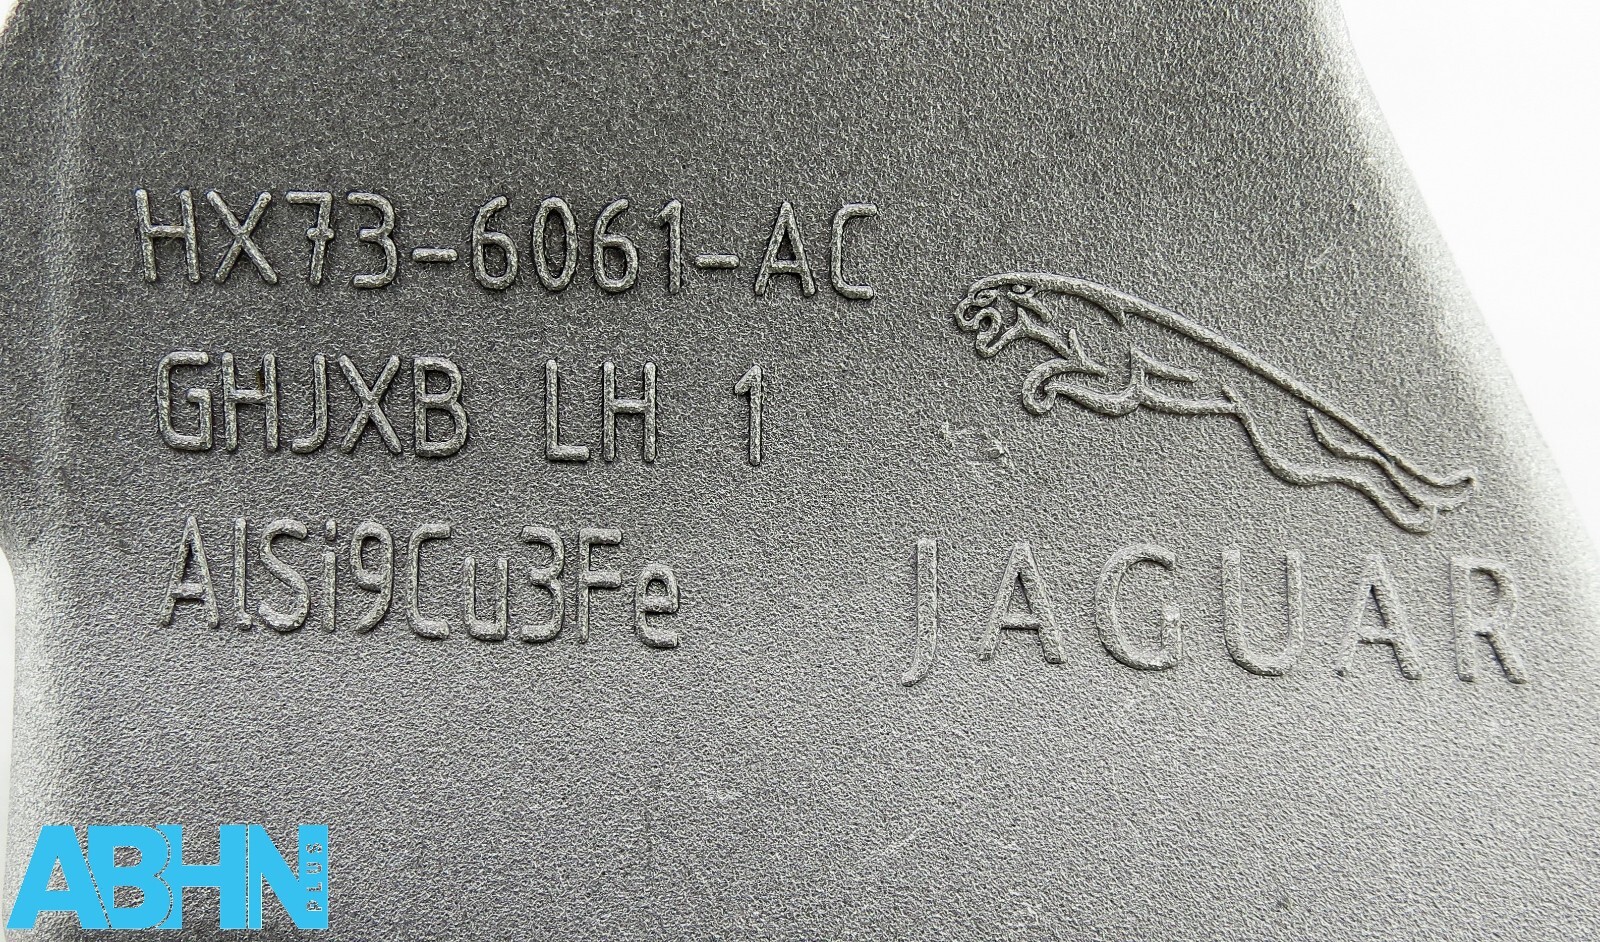 HX73-6061-AC
GHJXB LH 1
AlSi9Cu3Fe
JAGUAR
ABHN
PLUS